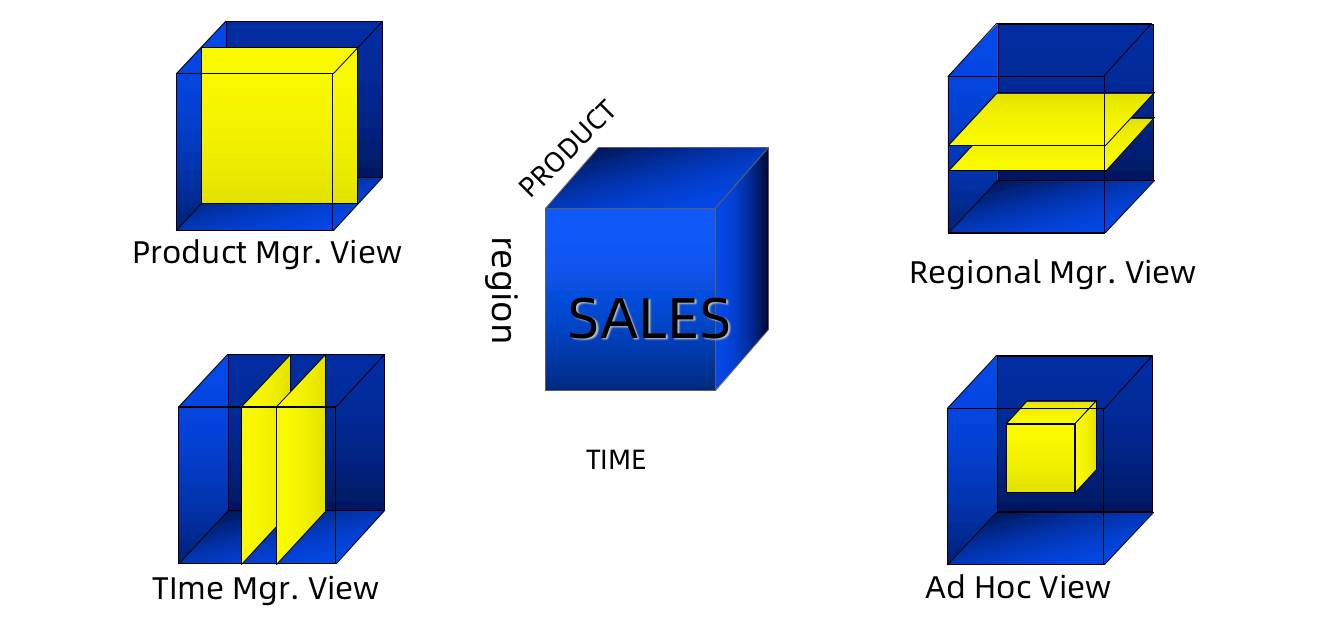 PRODUCT
region
SALES
TIME
Product Mgr. View
Regional Mgr. View
TIme Mgr. View
Ad Hoc View